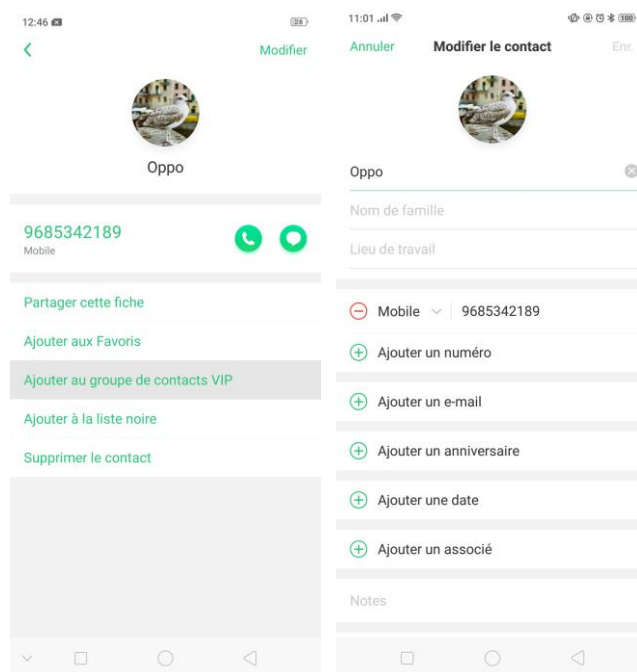 12:46
28
Modifier
Oppo
9685342189
Mobile
Partager cette fiche
Ajouter aux Favoris
Ajouter au groupe de contacts VIP
Ajouter à la liste noire
Supprimer le contact
11:01
100
Annuler Modifier le contact Enr.
Oppo
Nom de famille
Lieu de travail
Mobile 9685342189
Ajouter un numéro
Ajouter un e-mail
Ajouter un anniversaire
Ajouter une date
Ajouter un associé
Notes